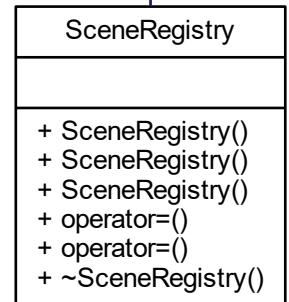 SceneRegistry
+ SceneRegistry()
+ SceneRegistry()
+ SceneRegistry()
+ operator=()
+ operator=()
+ ~SceneRegistry()